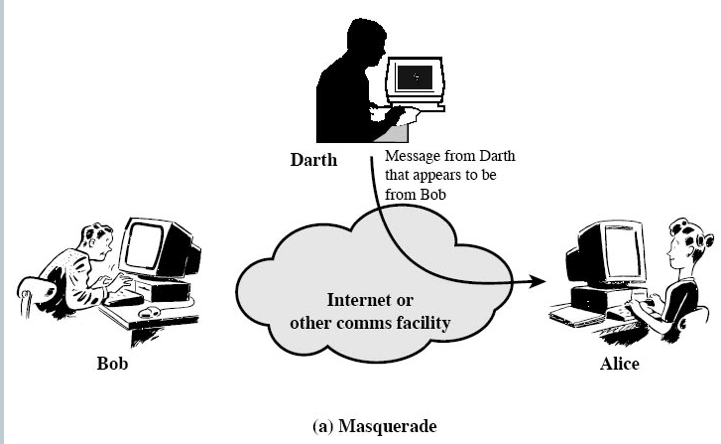 Darth
Message from Darth
that appears to be
from Bob
Internet or
other comms facility
Bob
Alice
(a) Masquerade